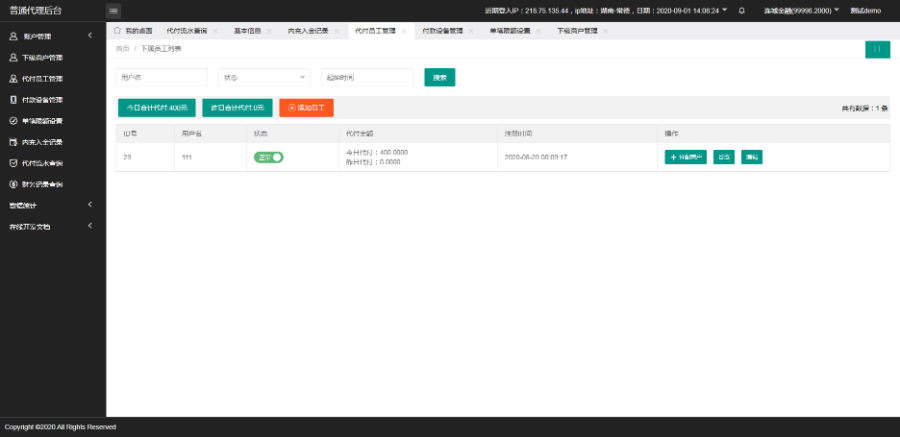 普通代理后台
近期登入IP：218.75.135.44，ip地址：湖南-常德，日期：2020-09-01 14:08:24
连城金融(99998.2000)
测试demo
账户管理
下级商户管理
代付员工管理
付款设备管理
单笔限额设置
内充入金记录
代付流水查询
财务记录查询
数据统计
在线开发文档
我的桌面 代付流水查询 × 基本信息 × 内充入金记录 × 代付员工管理 × 付款设备管理 × 单笔限额设置 × 下级商户管理 ×
首页 / 下属员工列表
用户名 状态 起始时间 搜索
今日合计代付:400元 昨日合计代付:0元 添加员工 共有数据：1 条
ID号 用户名 状态 代付金额 注册时间 操作
23 111 正常 今日代付：400.0000 2020-08-29 00:09:17 + 分配商户
昨日代付：0.0000
Copyright ©2020 All Rights Reserved